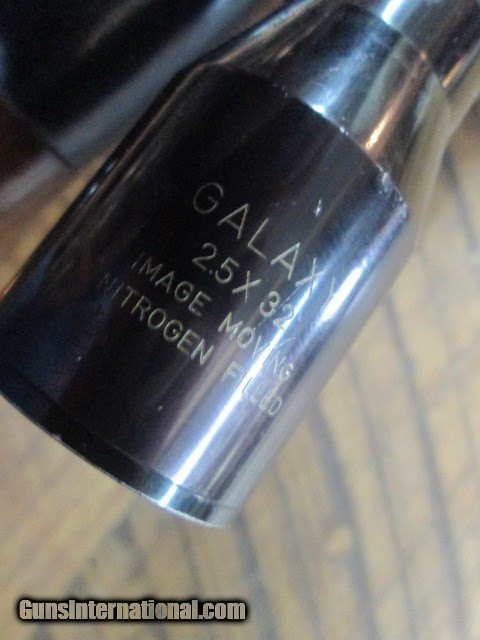 GALAXY
2.5 X 32
IMAGE MOVING
NITROGEN FILLED
GunsInternational.com